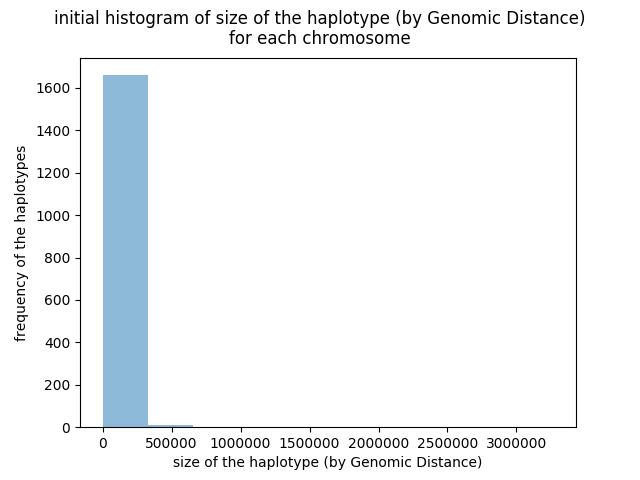 initial histogram of size of the haplotype (by Genomic Distance)
for each chromosome
1600
1400
1200
1000
800
600
400
200
0
frequency of the haplotypes
0 500000 1000000 1500000 2000000 2500000 3000000
size of the haplotype (by Genomic Distance)